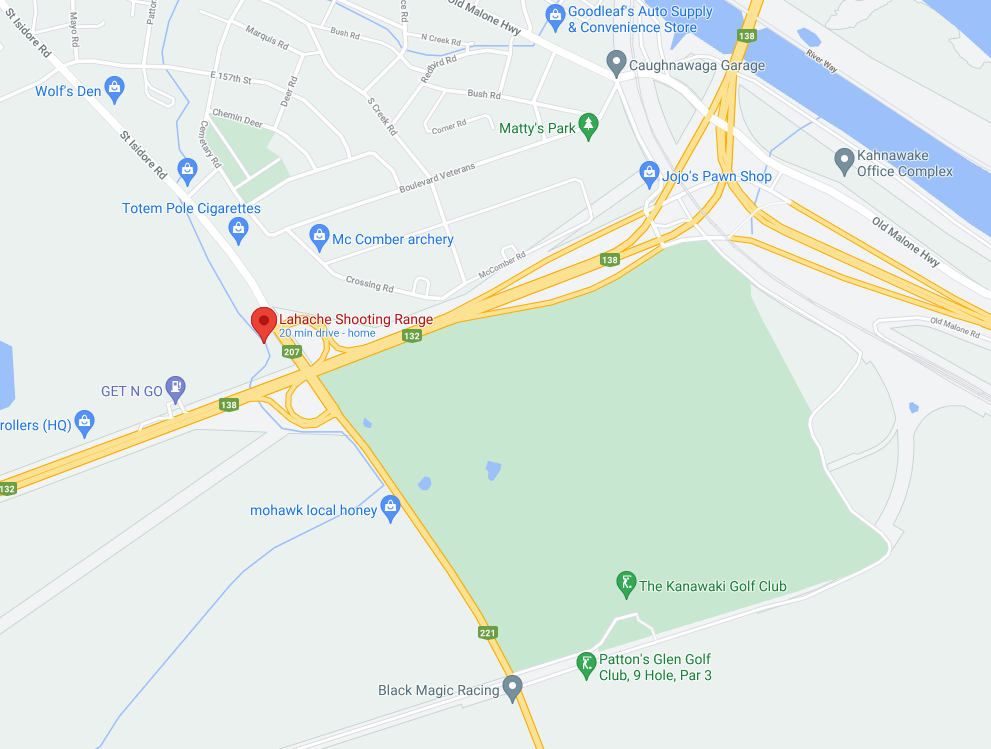 St Isidore Rd
Mayo Rd
Marquis Rd
Bush Rd
Old Malone Hwy
Goodleaf's Auto Supply
& Convenience Store
138
N Creek Rd
Redbird Rd
River Way
Caughnawaga Garage
E 157th St
Deer Rd
Wolf's Den
Bush Rd
S Creek Rd
Chemin Deer
Corner Rd
Matty's Park
St Isidore Rd
Cemetary Rd
Kahnawake
Office Complex
Boulevard Veterans
Jojo's Pawn Shop
Totem Pole Cigarettes
Mc Comber archery
Old Malone Hwy
McComber Rd
138
Crossing Rd
Lahache Shooting Range
20 min drive - home
132
Old Malone Rd
207
GET N GO
138
rollers (HQ)
132
mohawk local honey
The Kanawaki Golf Club
221
Patton's Glen Golf
Club, 9 Hole, Par 3
Black Magic Racing